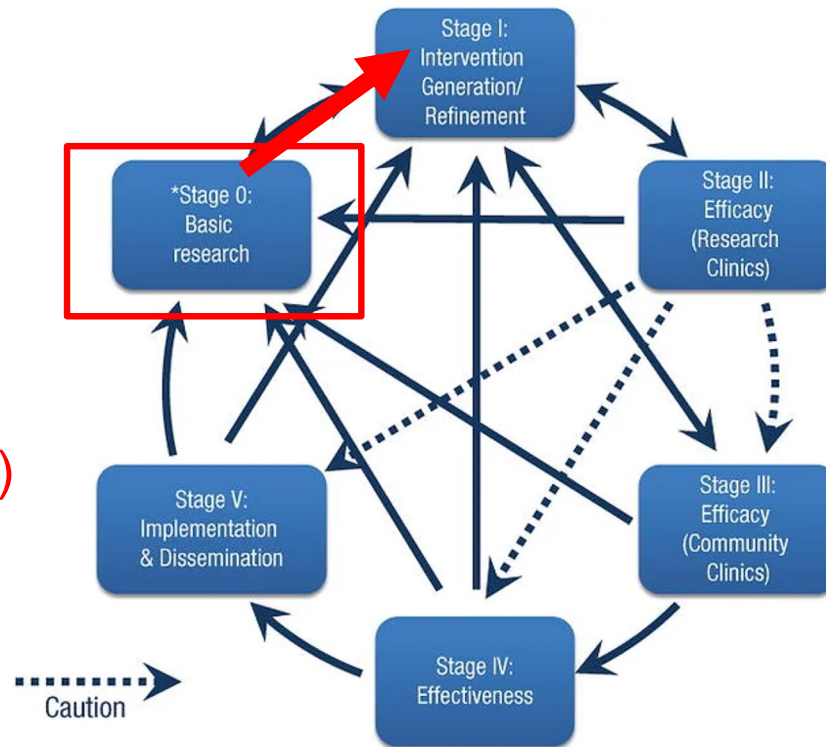 Stage I:
Intervention
Generation/
Refinement
*Stage 0:
Basic
research
Stage II:
Efficacy
(Research
Clinics)
)
Stage V:
Implementation
& Dissemination
Stage III:
Efficacy
(Community
Clinics)
Stage IV:
Effectiveness
Caution